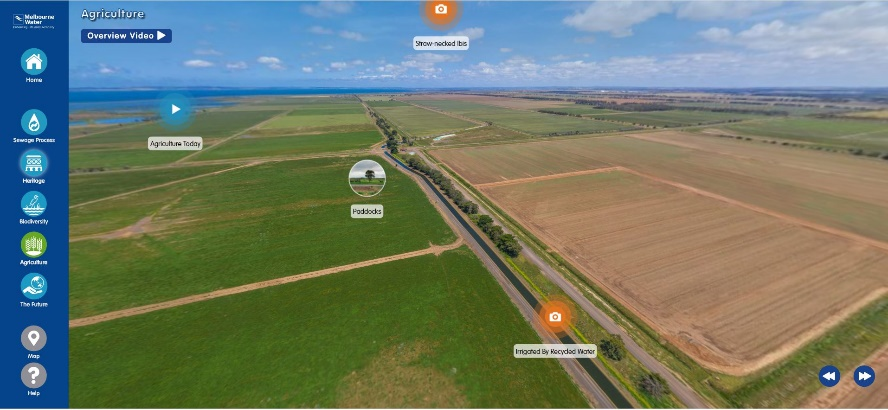 Melbourne
Water
Agriculture
Overview Video
Home
Sewage Process
Heritage
Biodiversity
Agriculture
The Future
Map
?
Help
Straw-necked Ibis
Agriculture Today
Paddocks
Irrigated By Recycled Water